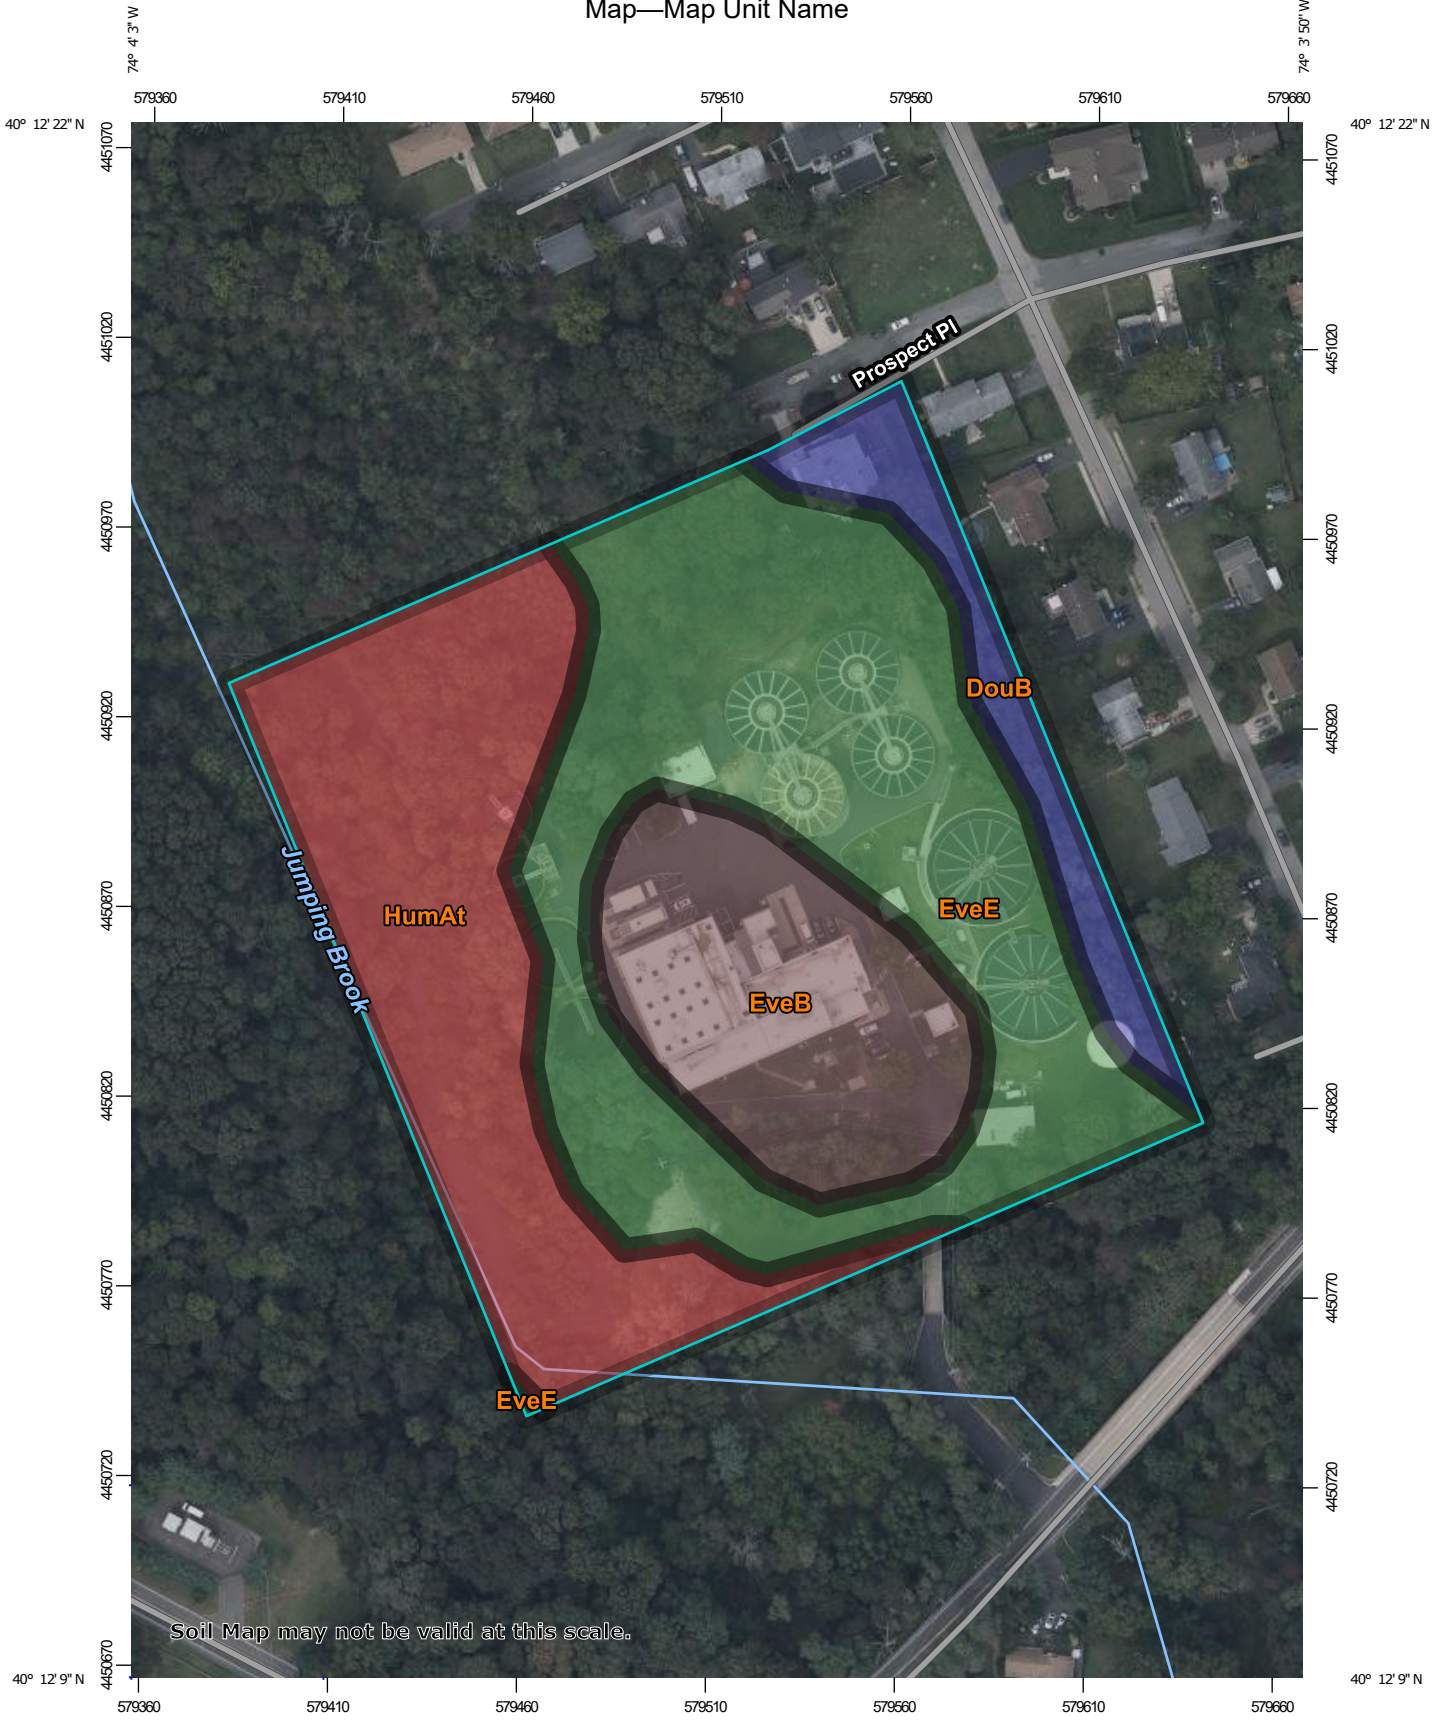 Map—Map Unit Name
74° 4' 3'' W
74° 3' 50'' W
579360
579410
579460
579510
579560
579610
579660
40° 12' 22'' N
40° 12' 22'' N
4451070
4451070
4451020
4451020
Prospect Pl
4450970
4450970
DouB
4450920
4450920
Jumping Brook
HumAt
EveE
4450870
4450870
EveB
4450820
4450820
4450770
4450770
EveE
4450720
4450720
Soil Map may not be valid at this scale.
4450670
4450670
40° 12' 9'' N
40° 12' 9'' N
579360
579410
579460
579510
579560
579610
579660